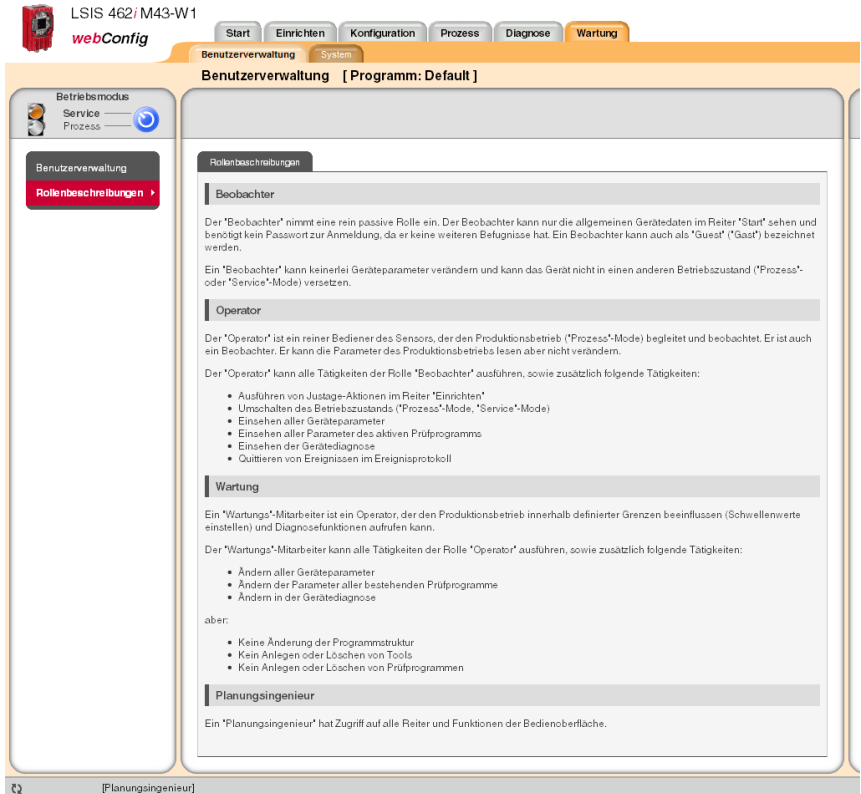 LSIS 462i M43-W1
webConfig
Start Einrichten Konfiguration Prozess Diagnose Wartung
Benutzerverwaltung System
Benutzerverwaltung [ Programm: Default ]
Betriebsmodus
Service
Prozess
Benutzerverwaltung
Rollenbeschreibungen
Rollenbeschreibungen
Beobachter
Der "Beobachter" nimmt eine rein passive Rolle ein. Der Beobachter kann nur die allgemeinen Gerätedaten im Reiter "Start" sehen und
benötigt kein Passwort zur Anmeldung, da er keine weiteren Befugnisse hat. Ein Beobachter kann auch als "Guest" ("Gast") bezeichnet
werden.
Ein "Beobachter" kann keinerlei Geräteparameter verändern und kann das Gerät nicht in einen anderen Betriebszustand ("Prozess"-
oder "Service"-Mode) versetzen.
Operator
Der "Operator" ist ein reiner Bediener des Sensors, der den Produktionsbetrieb ("Prozess"-Mode) begleitet und beobachtet. Er ist auch
ein Beobachter. Er kann die Parameter des Produktionsbetriebs lesen aber nicht verändern.
Der "Operator" kann alle Tätigkeiten der Rolle "Beobachter" ausführen, sowie zusätzlich folgende Tätigkeiten:
• Ausführen von Justage-Aktionen im Reiter "Einrichten"
• Umschalten des Betriebszustands ("Prozess"-Mode, "Service"-Mode)
• Einsehen aller Geräteparameter
• Einsehen aller Parameter des aktiven Prüfprogramms
• Einsehen der Gerätediagnose
• Quittieren von Ereignissen im Ereignisprotokoll
Wartung
Ein "Wartungs"-Mitarbeiter ist ein Operator, der den Produktionsbetrieb innerhalb definierter Grenzen beeinflussen (Schwellenwerte
einstellen) und Diagnosefunktionen aufrufen kann.
Der "Wartungs"-Mitarbeiter kann alle Tätigkeiten der Rolle "Operator" ausführen, sowie zusätzlich folgende Tätigkeiten:
• Ändern aller Geräteparameter
• Ändern der Parameter aller bestehenden Prüfprogramme
• Ändern in der Gerätediagnose
aber:
• Keine Änderung der Programmstruktur
• Kein Anlegen oder Löschen von Tools
• Kein Anlegen oder Löschen von Prüfprogrammen
Planungsingenieur
Ein "Planungsingenieur" hat Zugriff auf alle Reiter und Funktionen der Bedienoberfläche.
[Planungsingenieur]